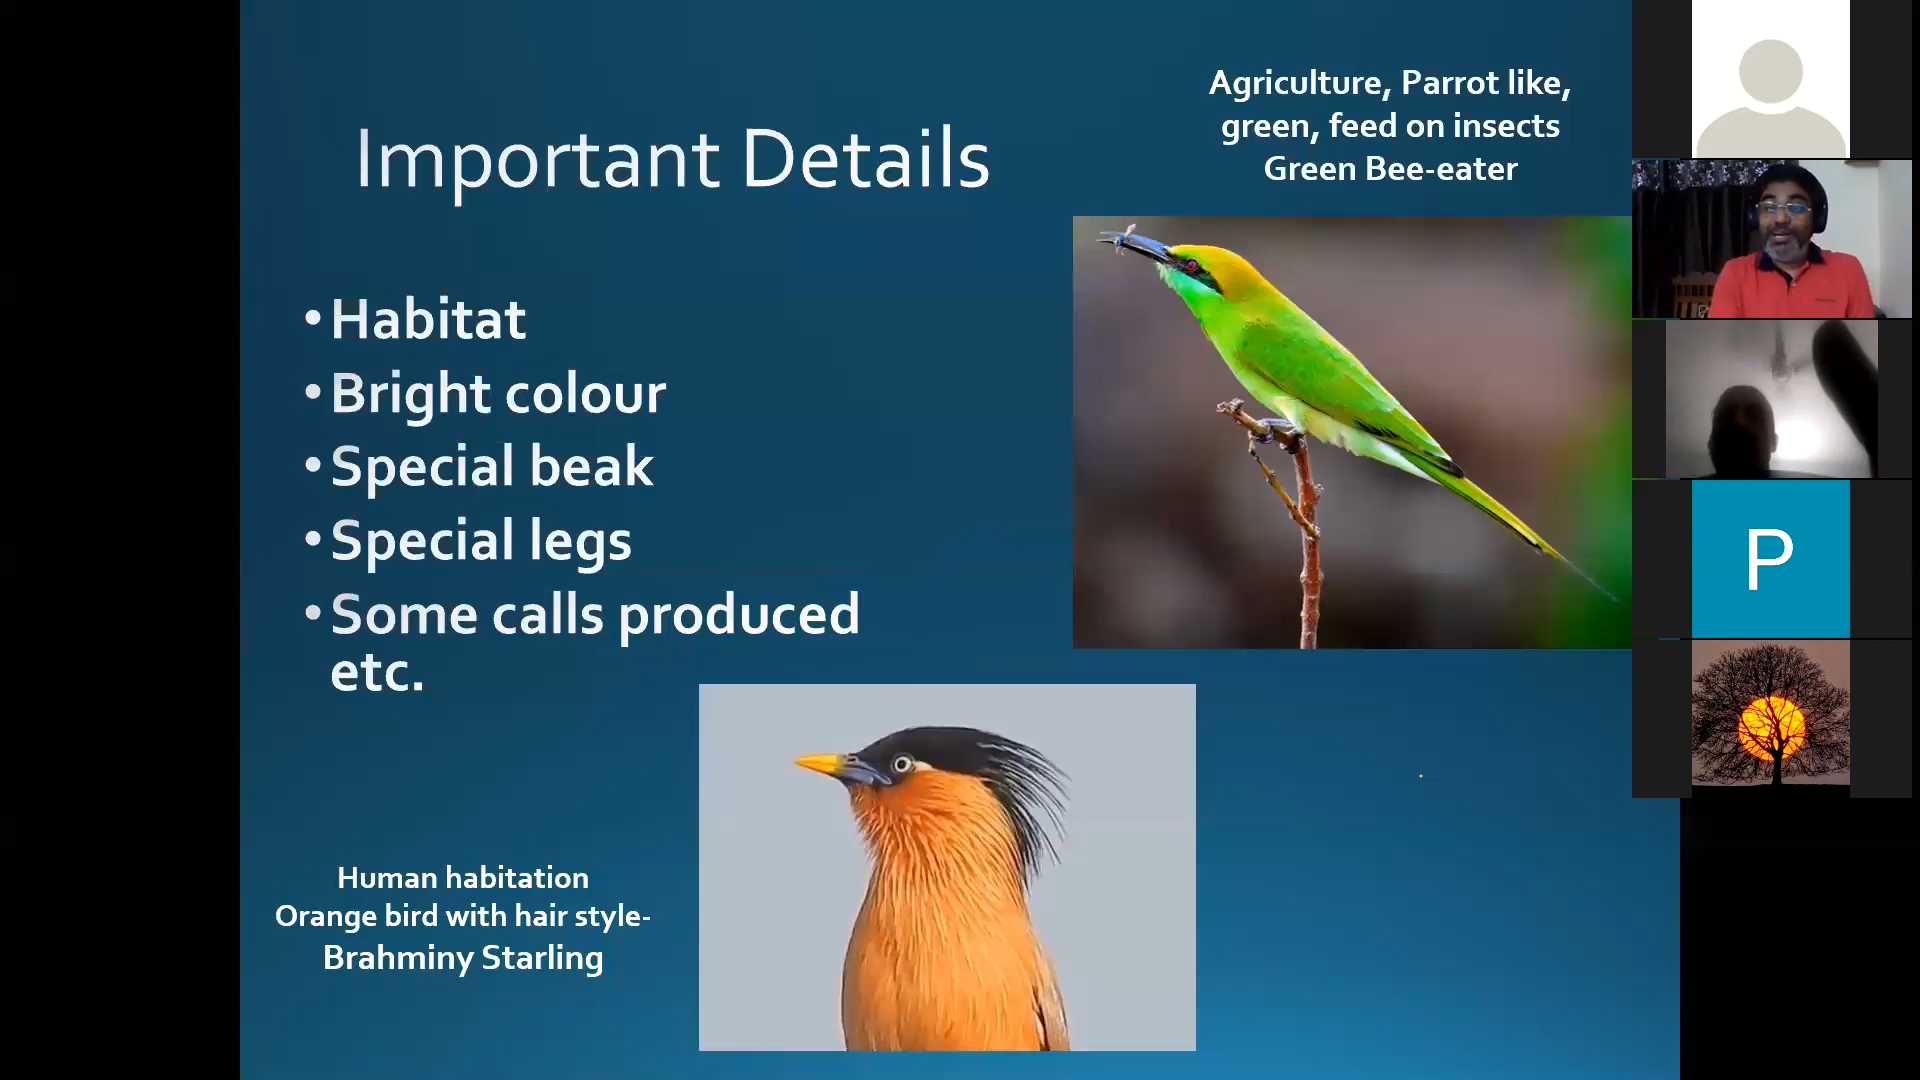 Important Details
• Habitat
• Bright colour
• Special beak
• Special legs
• Some calls produced
etc.
Agriculture, Parrot like,
green, feed on insects
Green Bee-eater
Human habitation
Orange bird with hair style-
Brahminy Starling
P